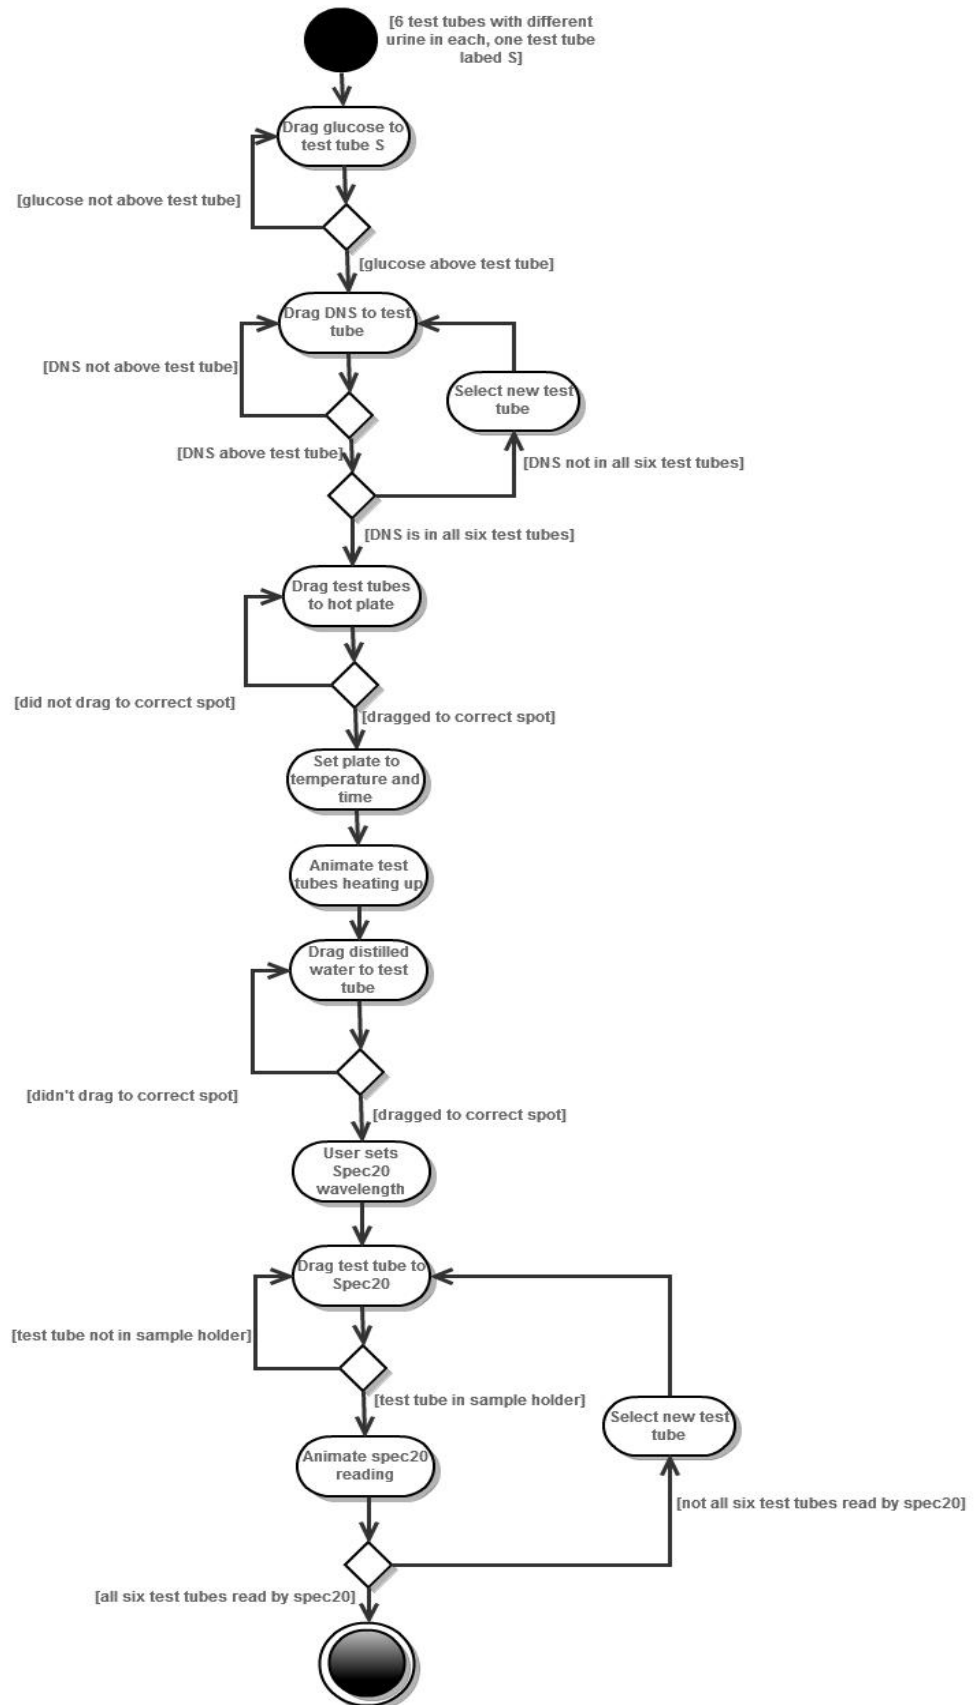 [6 test tubes with different
urine in each, one test tube
labed S]
Drag glucose to
test tube S
[glucose not above test tube]
[glucose above test tube]
Drag DNS to test
tube
[DNS not above test tube]
Select new test
tube
[DNS above test tube]
[DNS not in all six test tubes]
[DNS is in all six test tubes]
Drag test tubes
to hot plate
[did not drag to correct spot]
[dragged to correct spot]
Set plate to
temperature and
time
Animate test
tubes heating up
Drag distilled
water to test
tube
[didn't drag to correct spot]
[dragged to correct spot]
User sets
Spec20
wavelength
Drag test tube to
Spec20
[test tube not in sample holder]
[test tube in sample holder]
Select new test
tube
Animate spec20
reading
[not all six test tubes read by spec20]
[all six test tubes read by spec20]